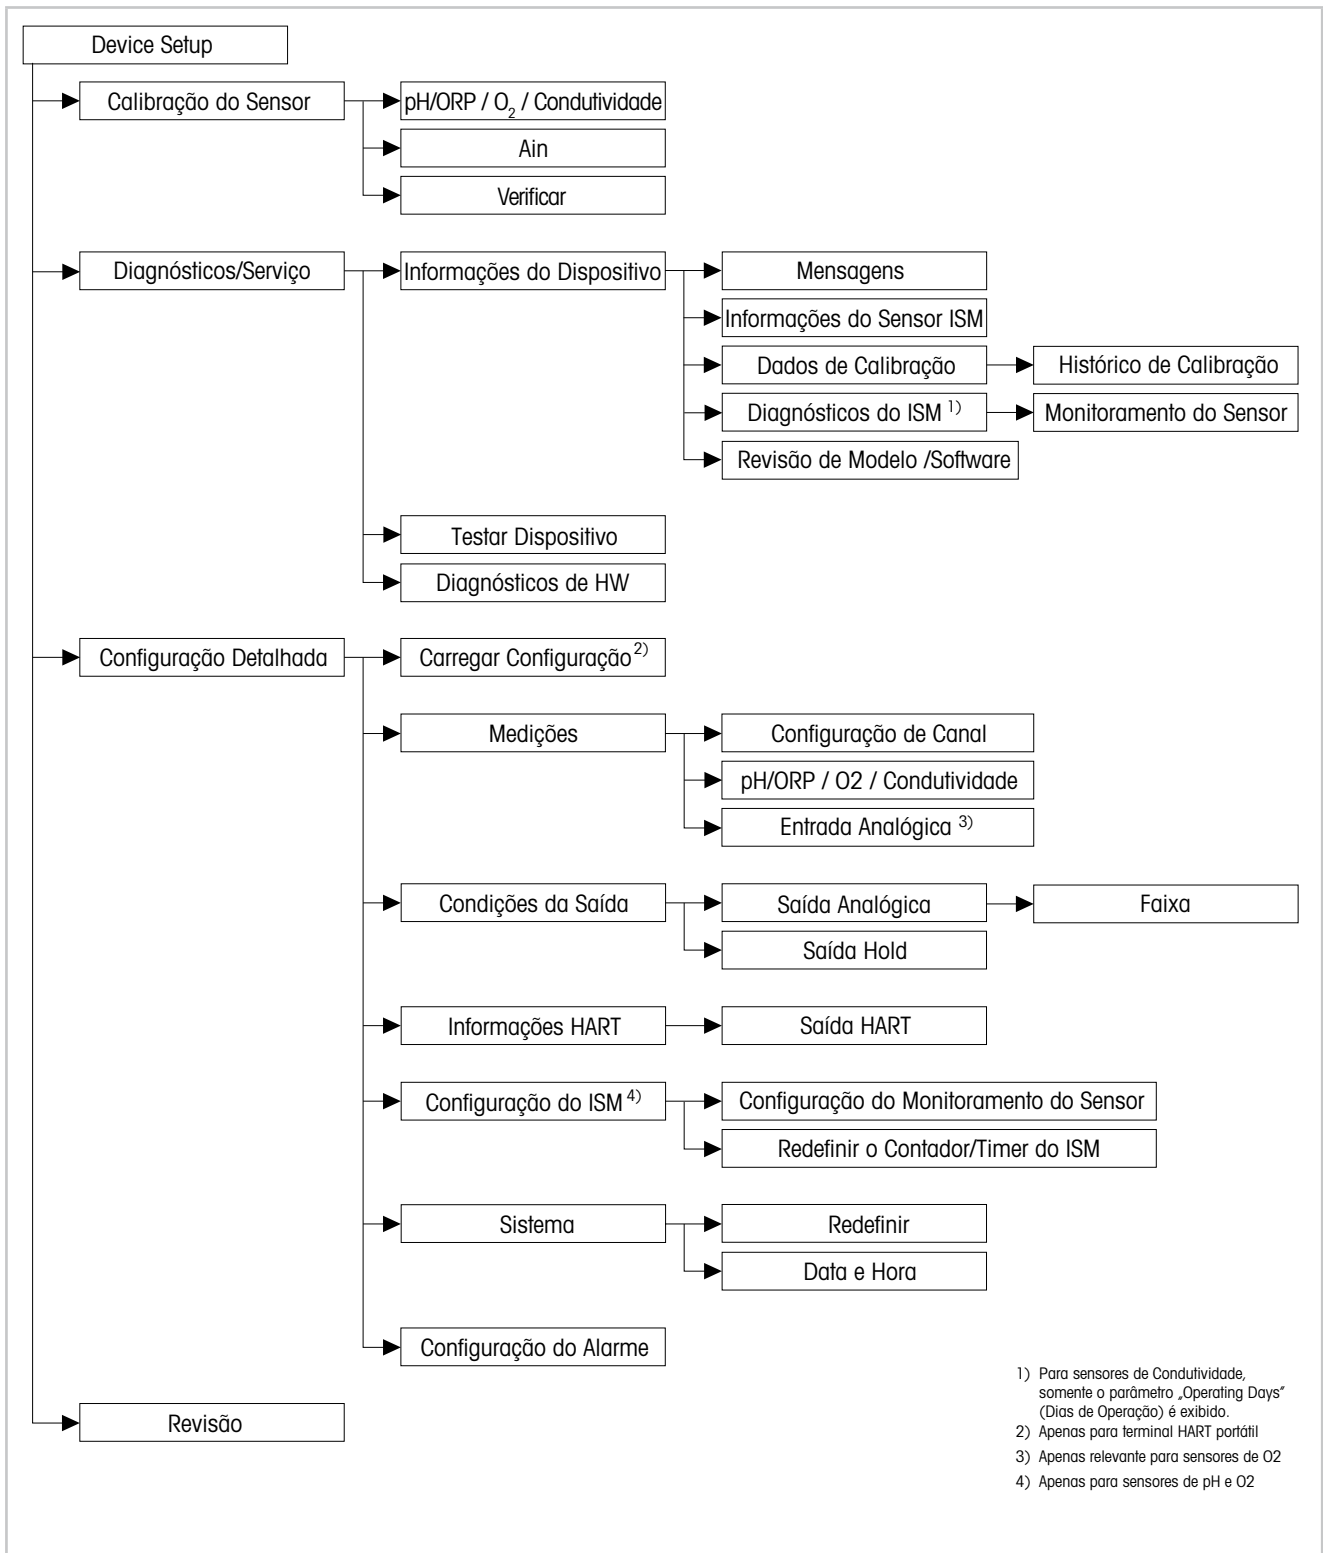 Device Setup
Calibração do Sensor
pH/ORP / O2 / Condutividade
Ain
Verificar
Diagnósticos/Serviço
Informações do Dispositivo
Mensagens
Informações do Sensor ISM
Dados de Calibração
Histórico de Calibração
Diagnósticos do ISM 1)
Monitoramento do Sensor
Revisão de Modelo /Software
Testar Dispositivo
Diagnósticos de HW
Configuração Detalhada
Carregar Configuração 2)
Medições
Configuração de Canal
pH/ORP / O2 / Condutividade
Entrada Analógica 3)
Condições da Saída
Saída Analógica
Faixa
Saída Hold
Informações HART
Saída HART
Configuração do ISM 4)
Configuração do Monitoramento do Sensor
Redefinir o Contador/Timer do ISM
Sistema
Redefinir
Data e Hora
Configuração do Alarme
Revisão
1) Para sensores de Condutividade,
somente o parâmetro „Operating Days"
(Dias de Operação) é exibido.
2) Apenas para terminal HART portátil
3) Apenas relevante para sensores de O2
4) Apenas para sensores de pH e O2